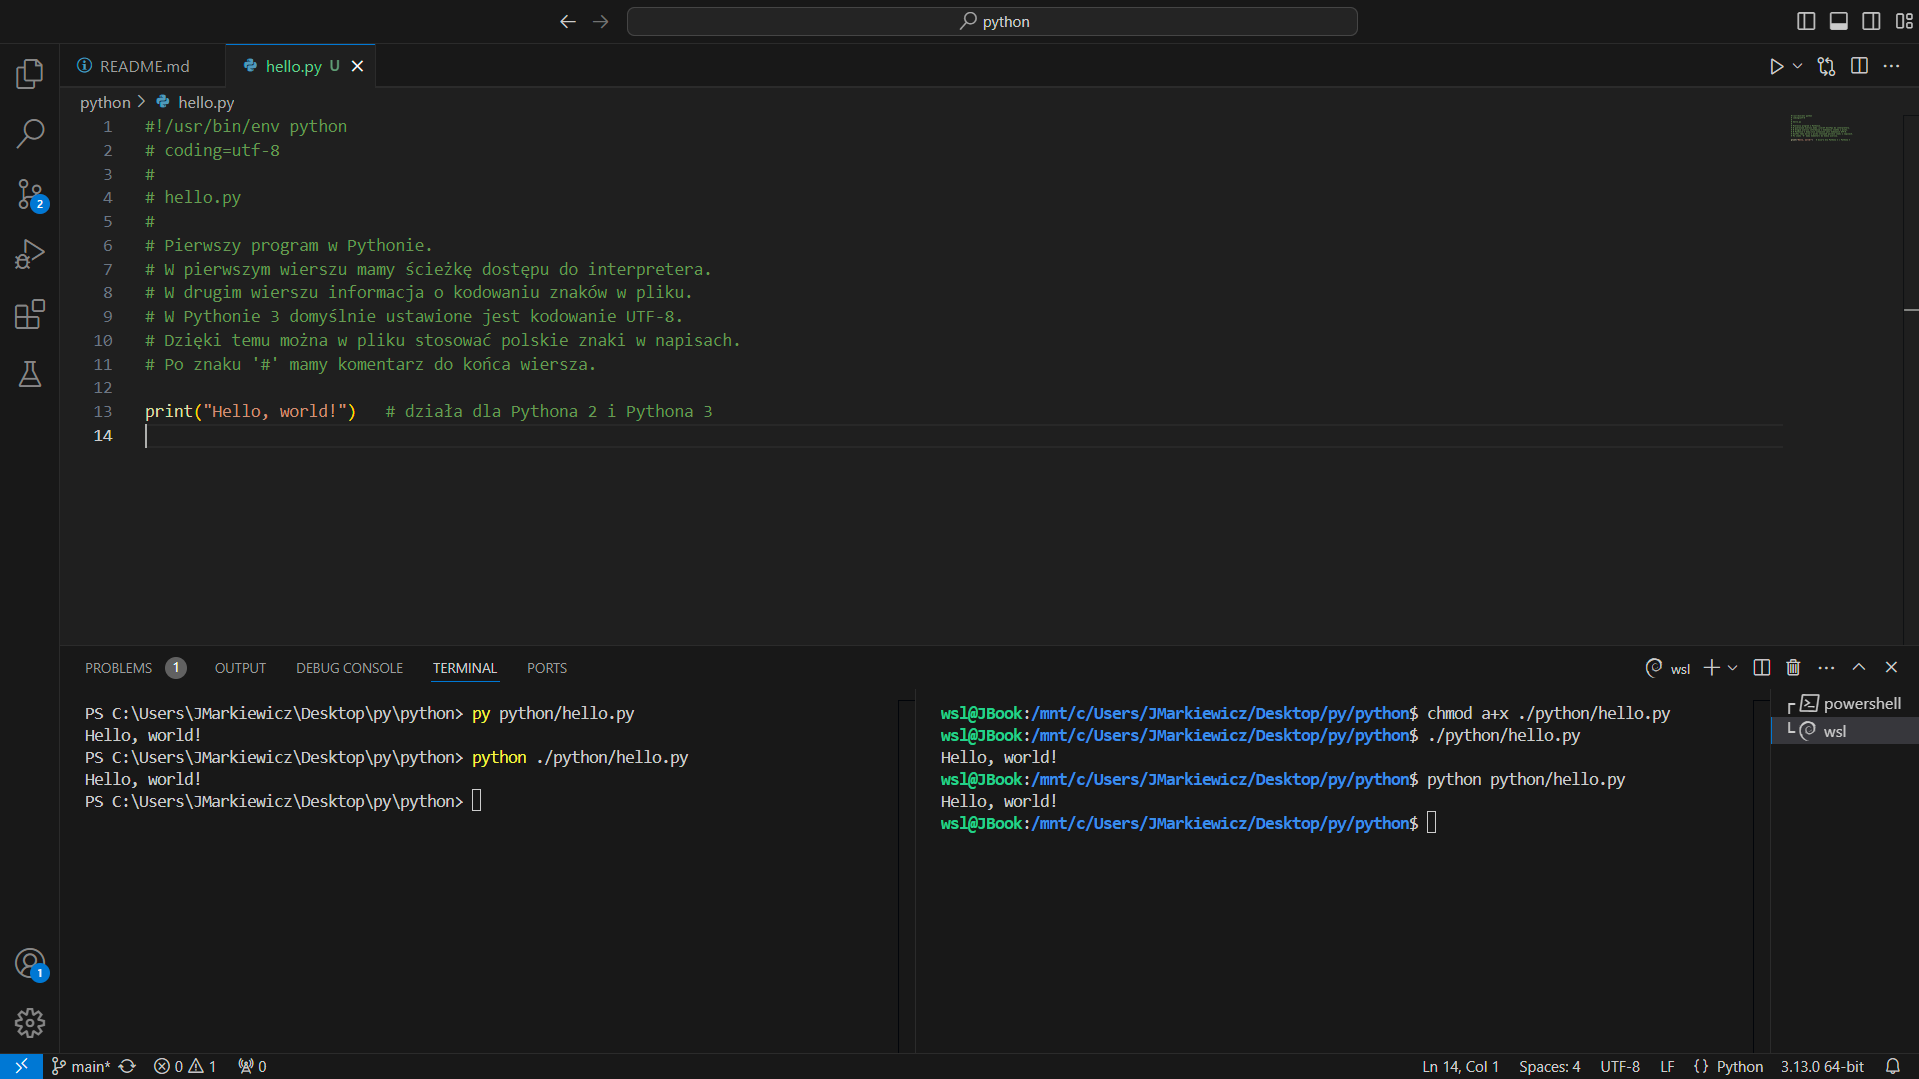 python
README.md
hello.py U
python > hello.py
1 #!/usr/bin/env python
2 # coding=utf-8
3 #
4 # hello.py
5 #
6 # Pierwszy program w Pythonie.
7 # W pierwszym wierszu mamy ścieżkę dostępu do interpretera.
8 # W drugim wierszu informacja o kodowaniu znaków w pliku.
9 # W Pythonie 3 domyślnie ustawione jest kodowanie UTF-8.
10 # Dzięki temu można w pliku stosować polskie znaki w napisach.
11 # Po znaku '#' mamy komentarz do końca wiersza.
12
13 print("Hello, world!")   # działa dla Pythona 2 i Pythona 3
14
2
1
PROBLEMS 1 OUTPUT DEBUG CONSOLE TERMINAL PORTS
wsl
PS C:\Users\JMarkiewicz\Desktop\py\python> py python/hello.py
Hello, world!
PS C:\Users\JMarkiewicz\Desktop\py\python> python ./python/hello.py
Hello, world!
PS C:\Users\JMarkiewicz\Desktop\py\python>
wsl@JBook:/mnt/c/Users/JMarkiewicz/Desktop/py/python$ chmod a+x ./python/hello.py
wsl@JBook:/mnt/c/Users/JMarkiewicz/Desktop/py/python$ ./python/hello.py
Hello, world!
wsl@JBook:/mnt/c/Users/JMarkiewicz/Desktop/py/python$ python python/hello.py
Hello, world!
wsl@JBook:/mnt/c/Users/JMarkiewicz/Desktop/py/python$
powershell
wsl
main* 0 1 0
Ln 14, Col 1 Spaces: 4 UTF-8 LF {} Python 3.13.0 64-bit